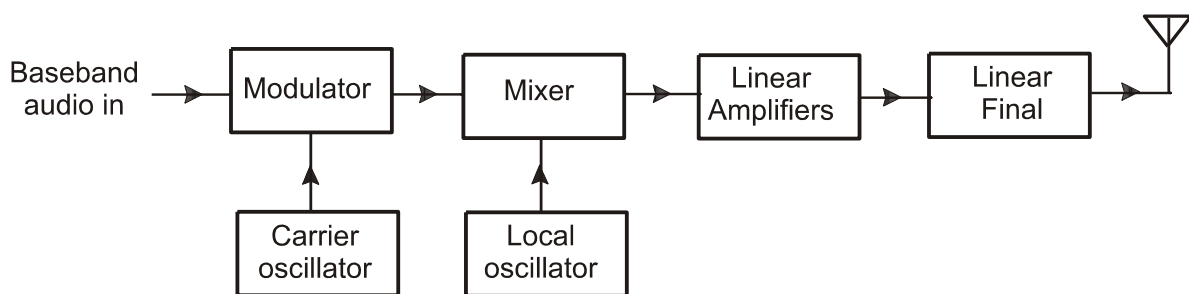 Baseband
audio in
Modulator
Mixer
Linear
Amplifiers
Linear
Final
Carrier
oscillator
Local
oscillator